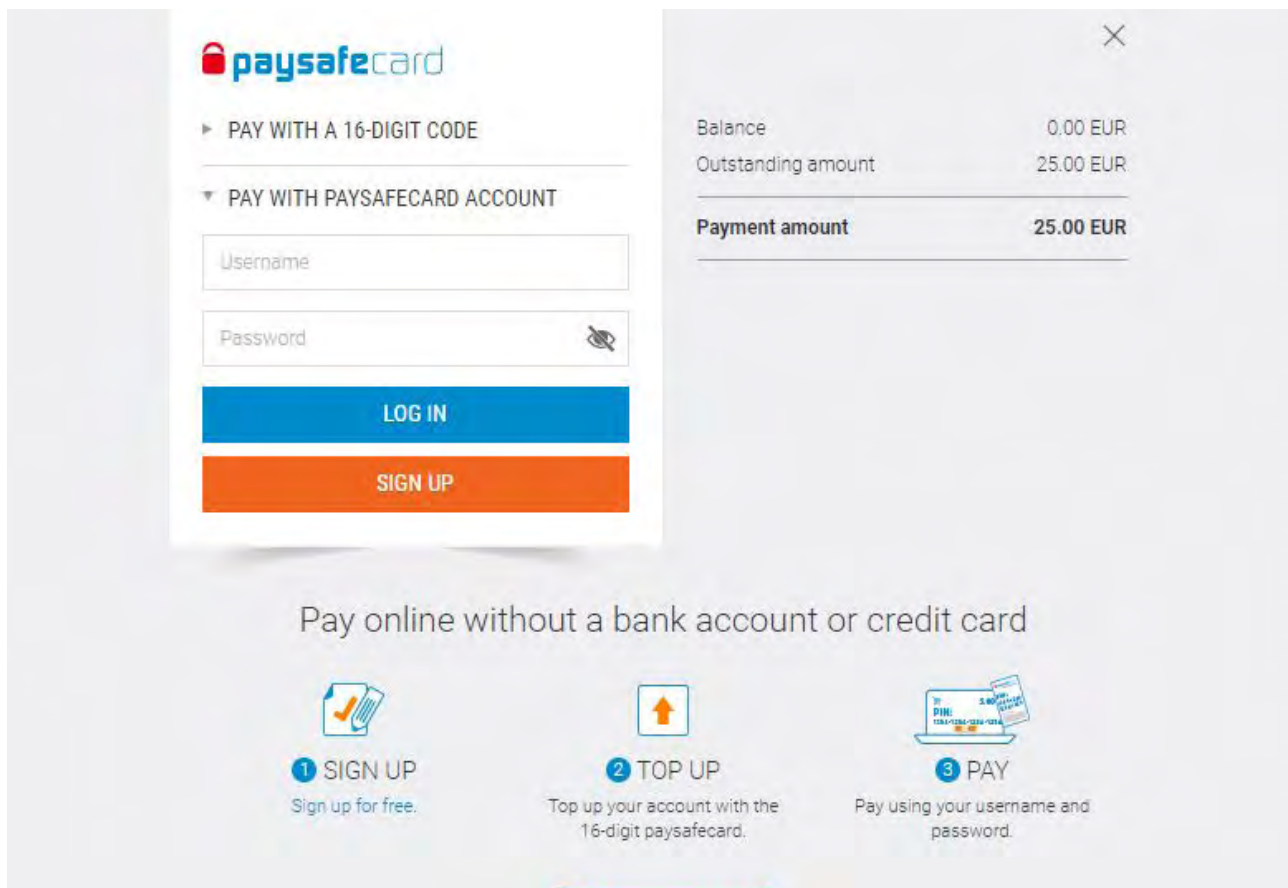 paysafecard
PAY WITH A 16-DIGIT CODE
PAY WITH PAYSAFECARD ACCOUNT
Username
Password
LOG IN
SIGN UP
Balance 0.00 EUR
Outstanding amount 25.00 EUR
Payment amount 25.00 EUR
Pay online without a bank account or credit card
1 SIGN UP
Sign up for free.
2 TOP UP
Top up your account with the
16-digit paysafecard.
PIN:
3 PAY
Pay using your username and
password.